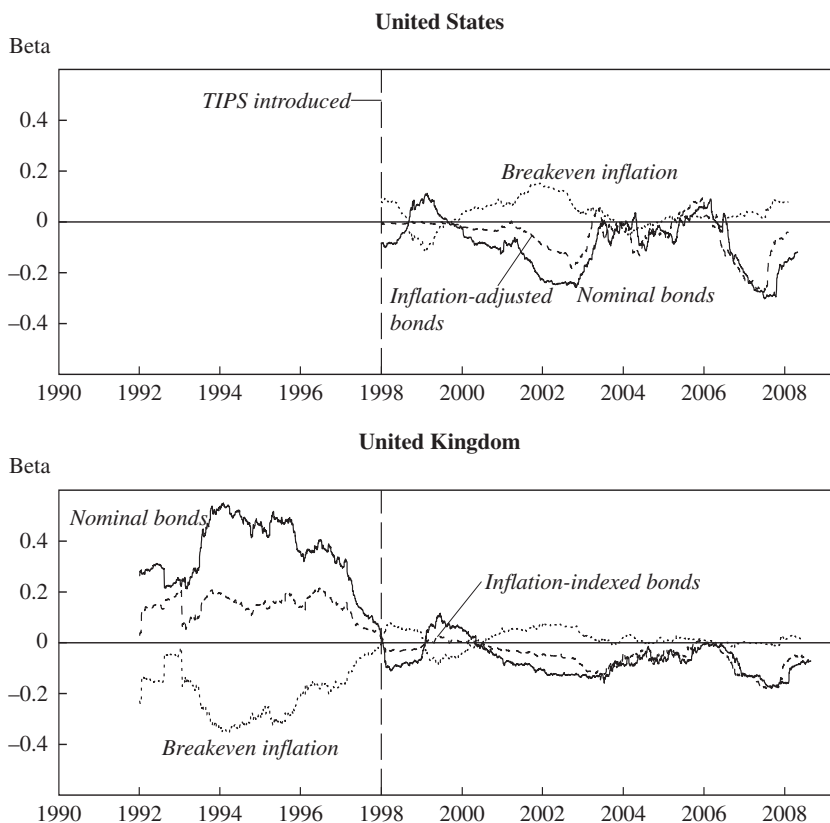 United States
Beta
TIPS introduced
0.4
Breakeven inflation
0.2
0
–0.2
Inflation-adjusted
bonds
Nominal bonds
–0.4
1990 1992 1994 1996 1998 2000 2002 2004 2006 2008
United Kingdom
Beta
Nominal bonds
0.4
Inflation-indexed bonds
0.2
0
–0.2
–0.4
Breakeven inflation
1990 1992 1994 1996 1998 2000 2002 2004 2006 2008